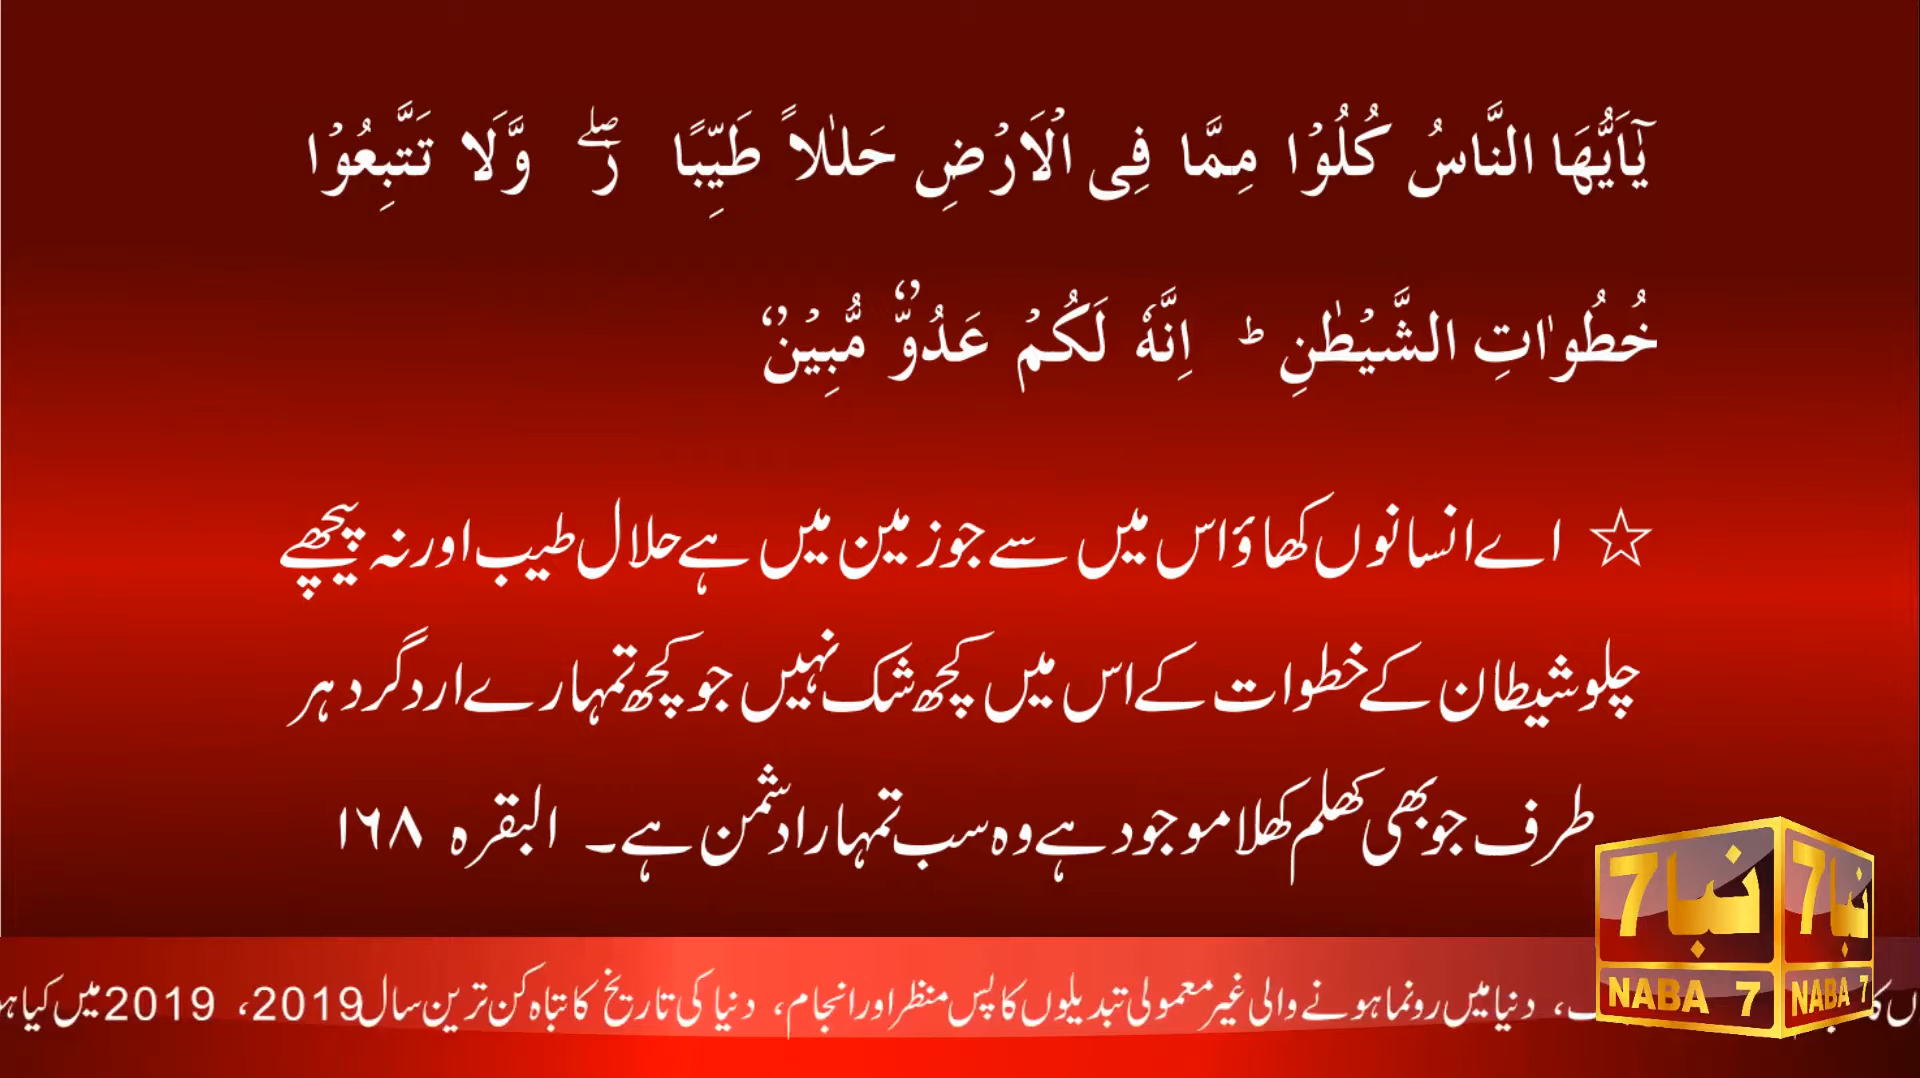 يٰٓاَيُّهَا النَّاسُ كُلُوۡا مِمَّا فِى الۡاَرۡضِ حَلٰلاً طَيِّبًا ۖ وَّلَا تَتَّبِعُوۡا
خُطُوٰاتِ الشَّيۡطٰنِ ؕ اِنَّهٗ لَكُمۡ عَدُوٌّ مُّبِيۡنٌ
☆ اے انسانوں کھاؤ اس میں سے جو زمین میں ہے حلال طیب اور نہ پیچھے
چلو شیطان کے خطوات کے اس میں کچھ شک نہیں جو کچھ تمہارے ارد گرد ہر
طرف جو بھی کھلم کھلا موجود ہے وہ سب تمہارا دشمن ہے۔ البقرہ ١٦٨
نبا 7
نبا 7
NABA 7
NABA 7
، دنیا میں رونما ہونے والی غیر معمولی تبدیلوں کا پس منظر اور انجام، دنیا کی تاریخ کا تباہ کن ترین سال 2019، 2019 میں کیا